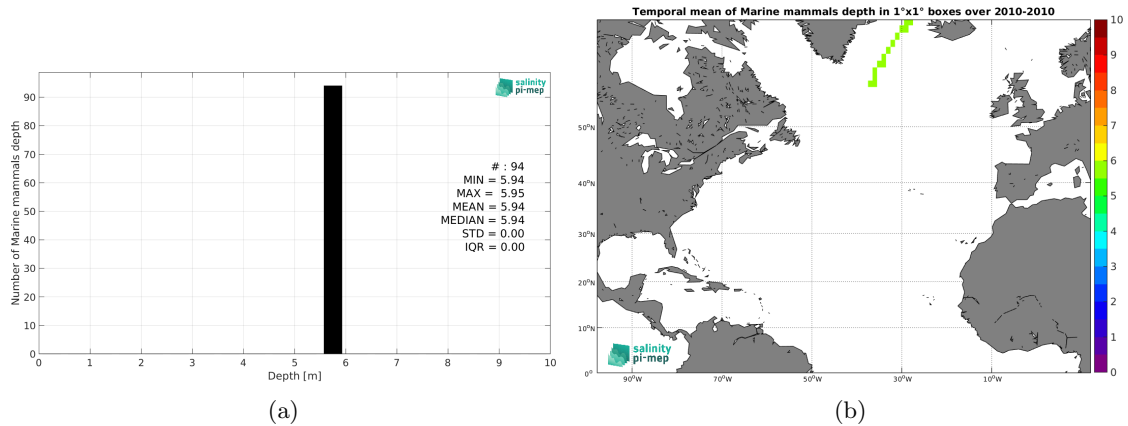 salinity
pi-mep
90
80
70
60
50
40
30
20
10
0
Number of Marine mammals depth
# : 94
MIN = 5.94
MAX = 5.95
MEAN = 5.94
MEDIAN = 5.94
STD = 0.00
IQR = 0.00
0 1 2 3 4 5 6 7 8 9 10
Depth [m]
(a)
Temporal mean of Marine mammals depth in 1°x1° boxes over 2010-2010
50°N
40°N
30°N
20°N
10°N
0°
salinity
pi-mep
90°W 70°W 50°W 30°W 10°W
10
9
8
7
6
5
4
3
2
1
0
(b)